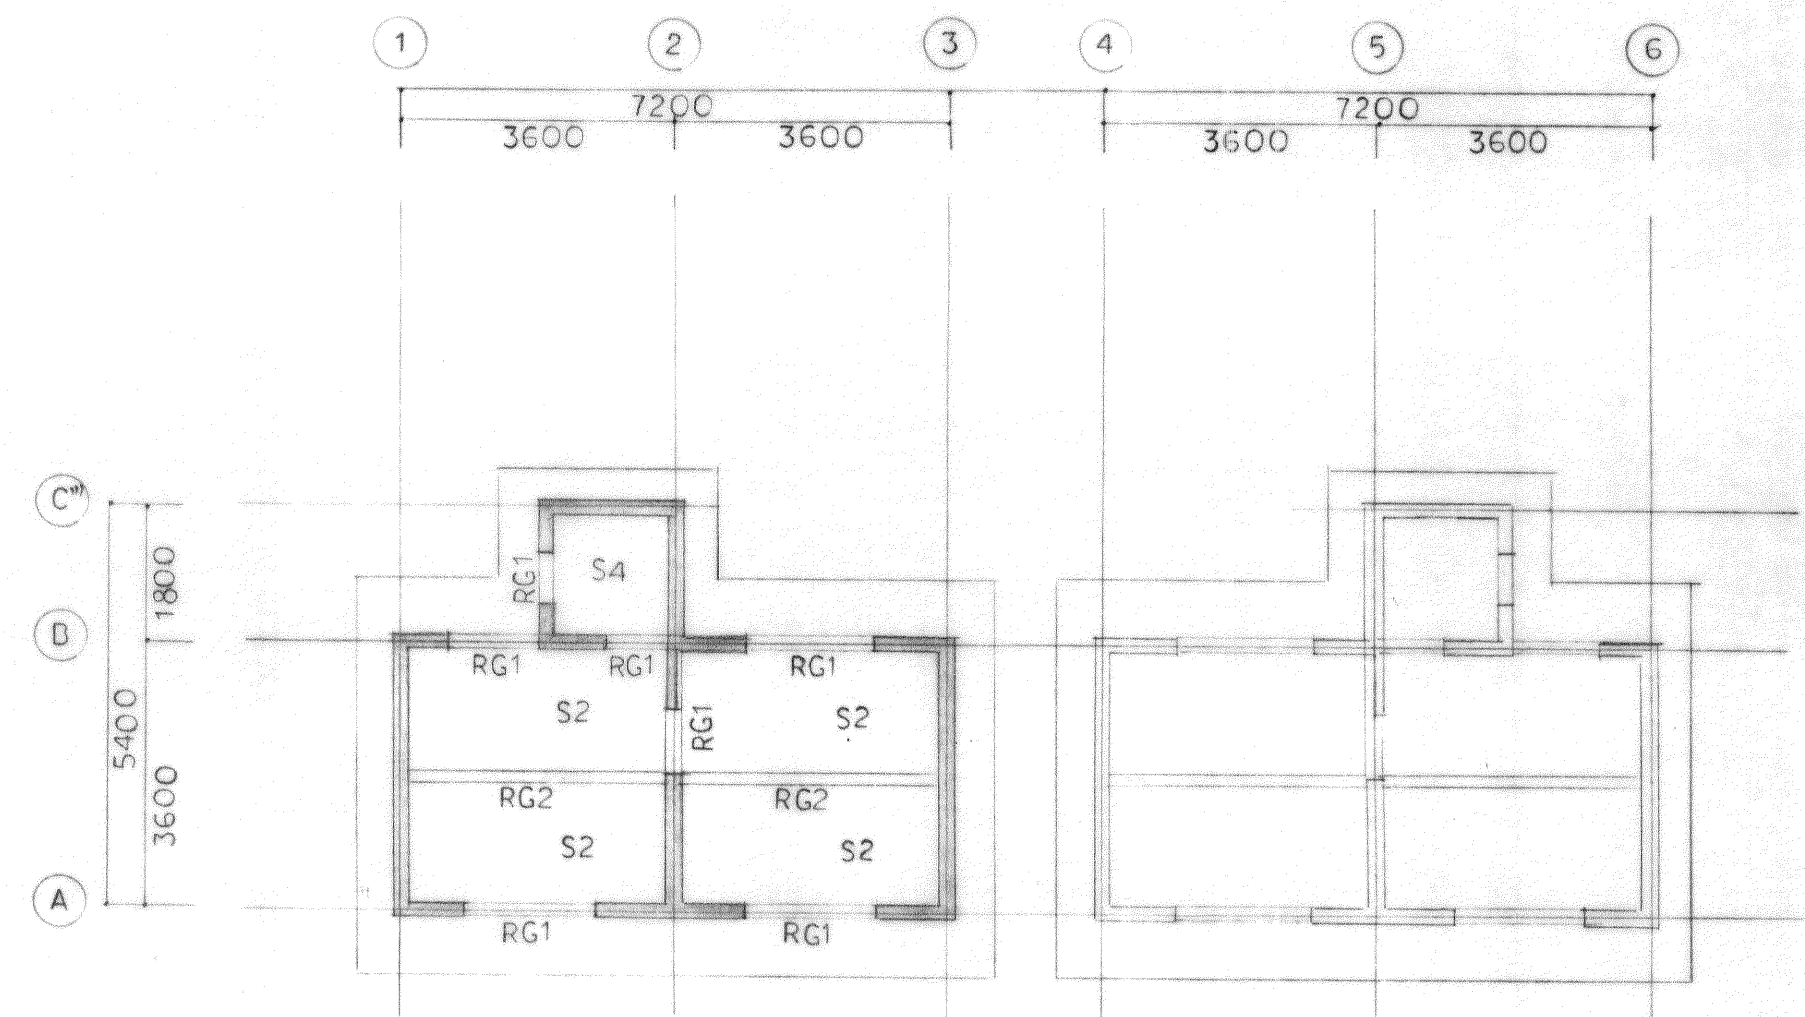 1 2 3 4 5 6
7200 7200
3600 3600 3600 3600
C'''
1800
RG1 S4
B
RG1 RG1 RG1
S2 RG1 S2
5400
3600
RG2 RG2
S2 S2
A
RG1 RG1